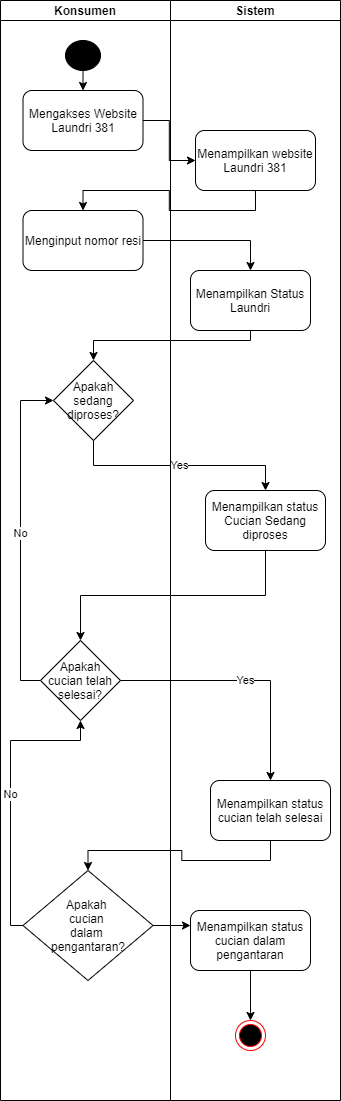 Konsumen
Sistem
Mengakses Website
Laundri 381
Menampilkan website
Laundri 381
Menginput nomor resi
Menampilkan Status
Laundri
Apakah
sedang
diproses?
Yes
Menampilkan status
Cucian Sedang
diproses
No
Apakah
cucian telah
selesai?
Yes
Menampilkan status
cucian telah selesai
No
Apakah
cucian
dalam
pengantaran?
Menampilkan status
cucian dalam
pengantaran